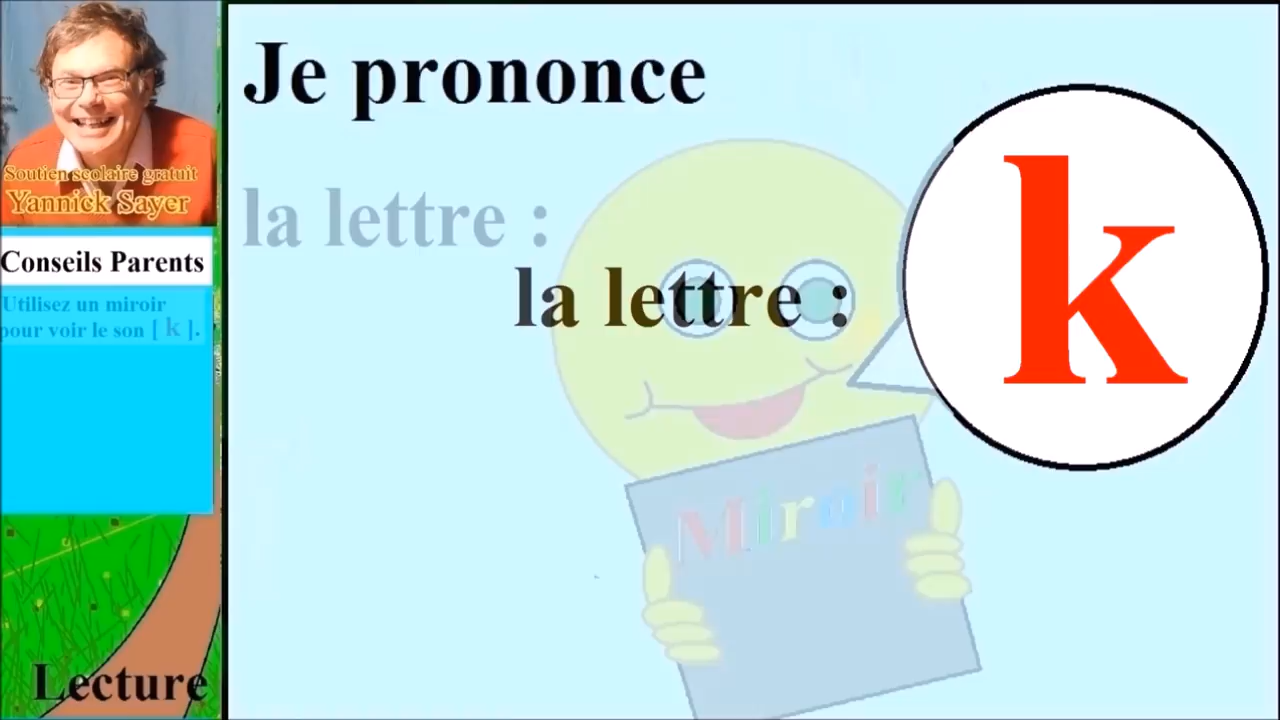 Soutien scolaire gratuit
Yannick Sayer
Conseils Parents
Utilisez un miroir
pour voir le son [ k ].
Lecture
Je prononce
la lettre :
la lettre :
k
Miroir